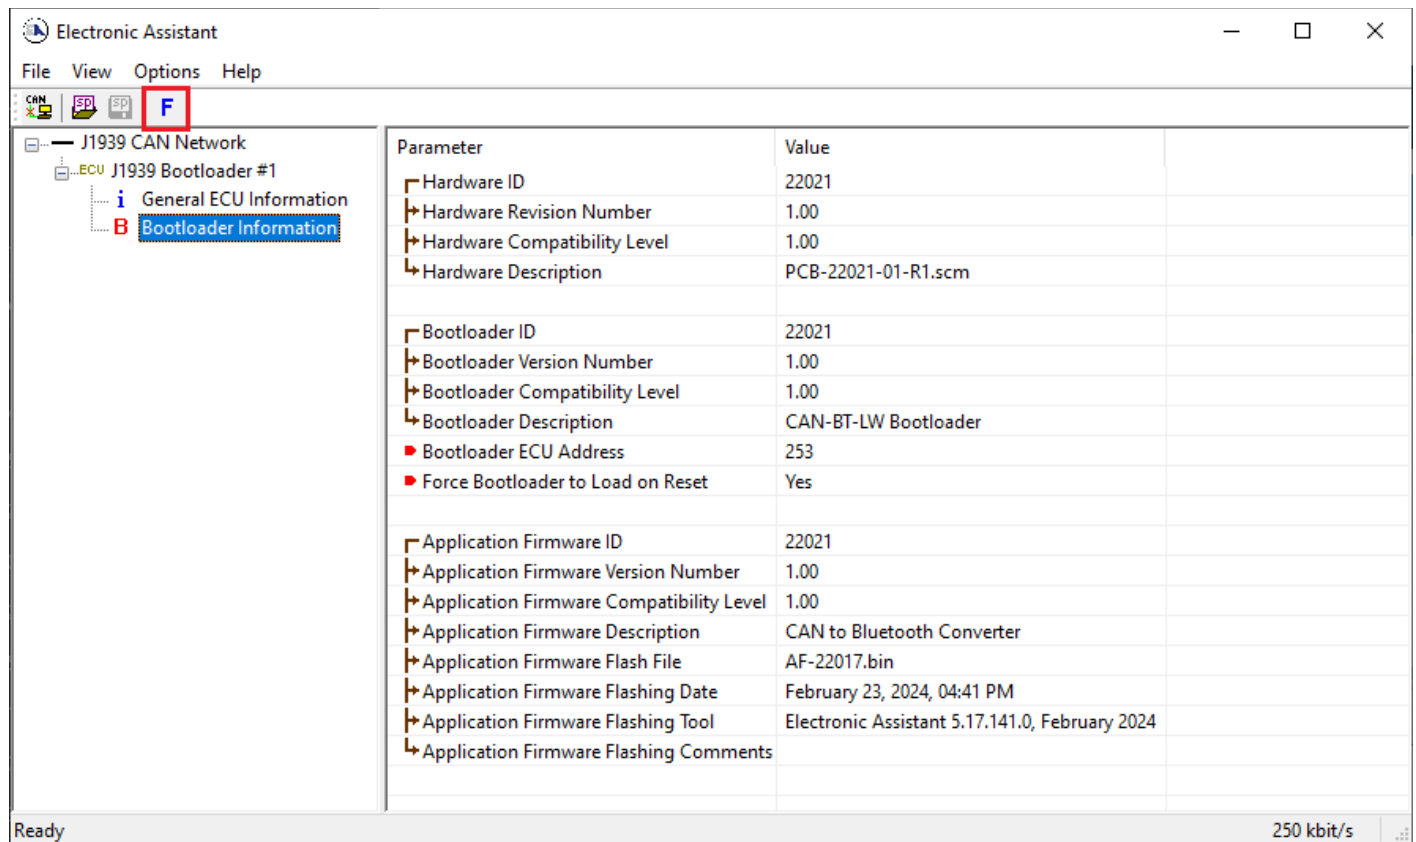 Electronic Assistant
File View Options Help
CAN SP SP F
J1939 CAN Network
ECU J1939 Bootloader #1
i General ECU Information
B Bootloader Information
Parameter Value
Hardware ID 22021
Hardware Revision Number 1.00
Hardware Compatibility Level 1.00
Hardware Description PCB-22021-01-R1.scm
Bootloader ID 22021
Bootloader Version Number 1.00
Bootloader Compatibility Level 1.00
Bootloader Description CAN-BT-LW Bootloader
Bootloader ECU Address 253
Force Bootloader to Load on Reset Yes
Application Firmware ID 22021
Application Firmware Version Number 1.00
Application Firmware Compatibility Level 1.00
Application Firmware Description CAN to Bluetooth Converter
Application Firmware Flash File AF-22017.bin
Application Firmware Flashing Date February 23, 2024, 04:41 PM
Application Firmware Flashing Tool Electronic Assistant 5.17.141.0, February 2024
Application Firmware Flashing Comments
Ready 250 kbit/s